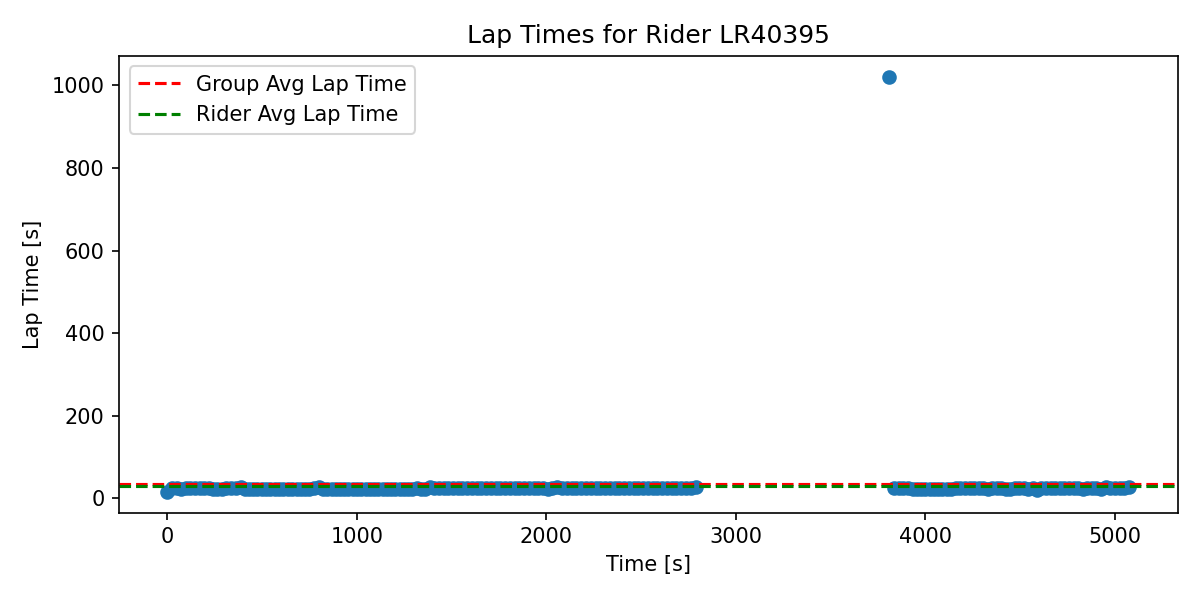 Lap Times for Rider LR40395
Group Avg Lap Time
Rider Avg Lap Time
Lap Time [s]
1000
800
600
400
200
0
0 1000 2000 3000 4000 5000
Time [s]